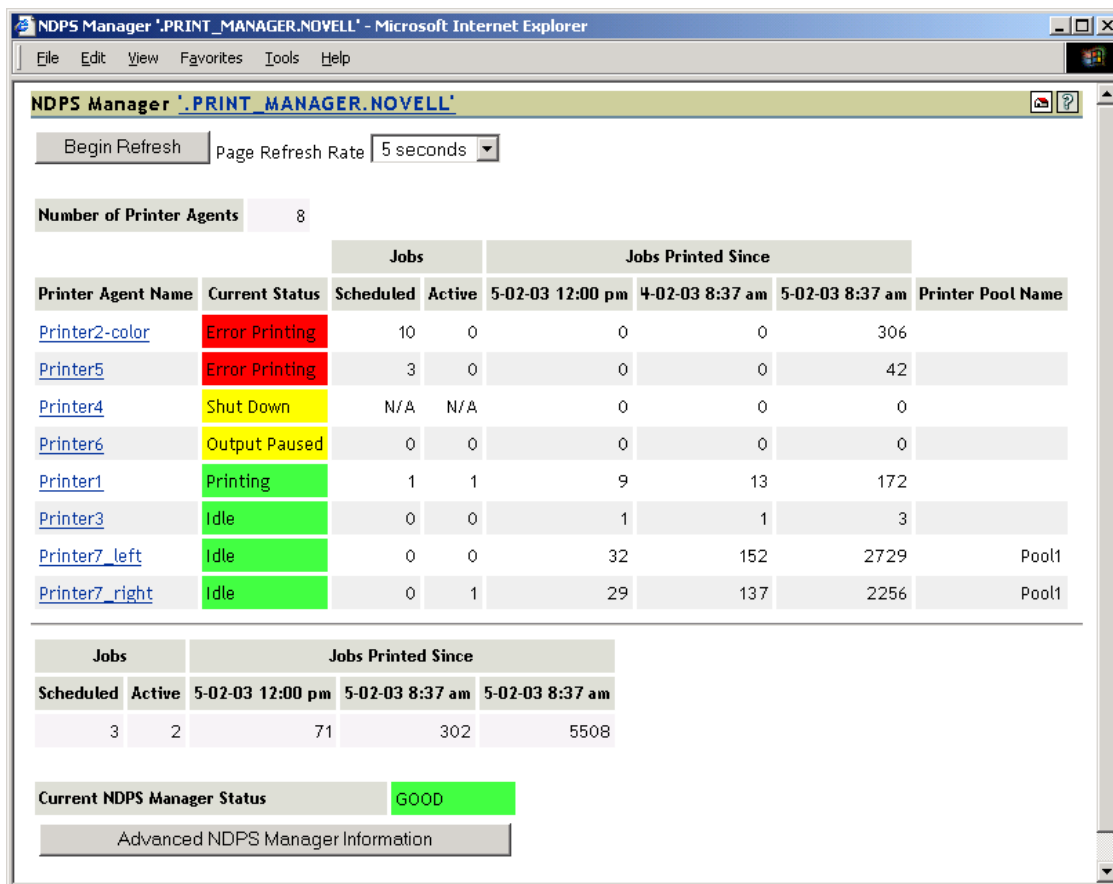 NDPS Manager '.PRINT_MANAGER.NOVELL' - Microsoft Internet Explorer
File Edit View Favorites Tools Help
NDPS Manager '.PRINT_MANAGER.NOVELL'
Begin Refresh Page Refresh Rate 5 seconds
Number of Printer Agents 8
Jobs Jobs Printed Since
Printer Agent Name Current Status Scheduled Active 5-02-03 12:00 pm 4-02-03 8:37 am 5-02-03 8:37 am Printer Pool Name
Printer2-color Error Printing 10 0 0 0 306
Printer5 Error Printing 3 0 0 0 42
Printer4 Shut Down N/A N/A 0 0 0
Printer6 Output Paused 0 0 0 0 0
Printer1 Printing 1 1 9 13 172
Printer3 Idle 0 0 1 1 3
Printer7_left Idle 0 0 32 152 2729 Pool1
Printer7_right Idle 0 1 29 137 2256 Pool1
Jobs Jobs Printed Since
Scheduled Active 5-02-03 12:00 pm 5-02-03 8:37 am 5-02-03 8:37 am
3 2 71 302 5508
Current NDPS Manager Status GOOD
Advanced NDPS Manager Information